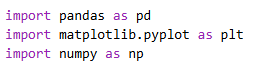 import pandas as pd
import matplotlib.pyplot as plt
import numpy as np